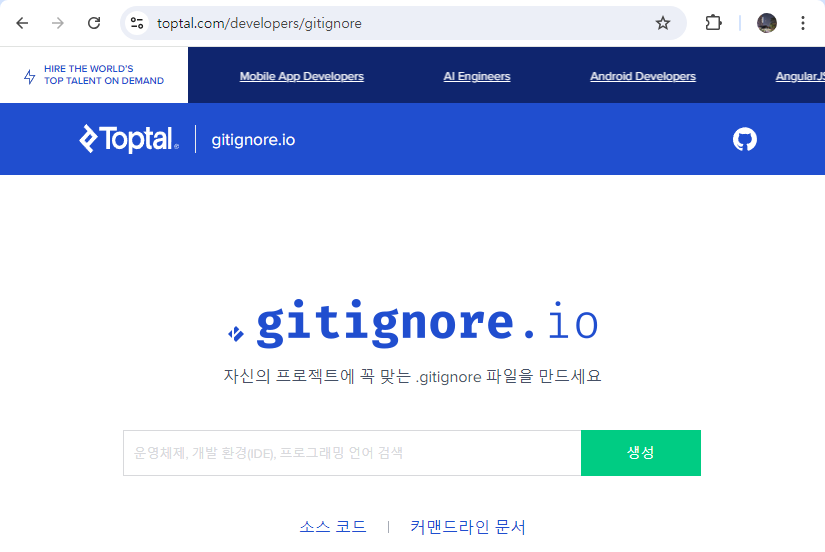 toptal.com/developers/gitignore
HIRE THE WORLD'S
TOP TALENT ON DEMAND
Mobile App Developers
AI Engineers
Android Developers
AngularJS
Toptal
gitignore.io
.gitignore.io
자신의 프로젝트에 꼭 맞는 .gitignore 파일을 만드세요
운영체제, 개발 환경(IDE), 프로그래밍 언어 검색
생성
소스 코드 | 커맨드라인 문서